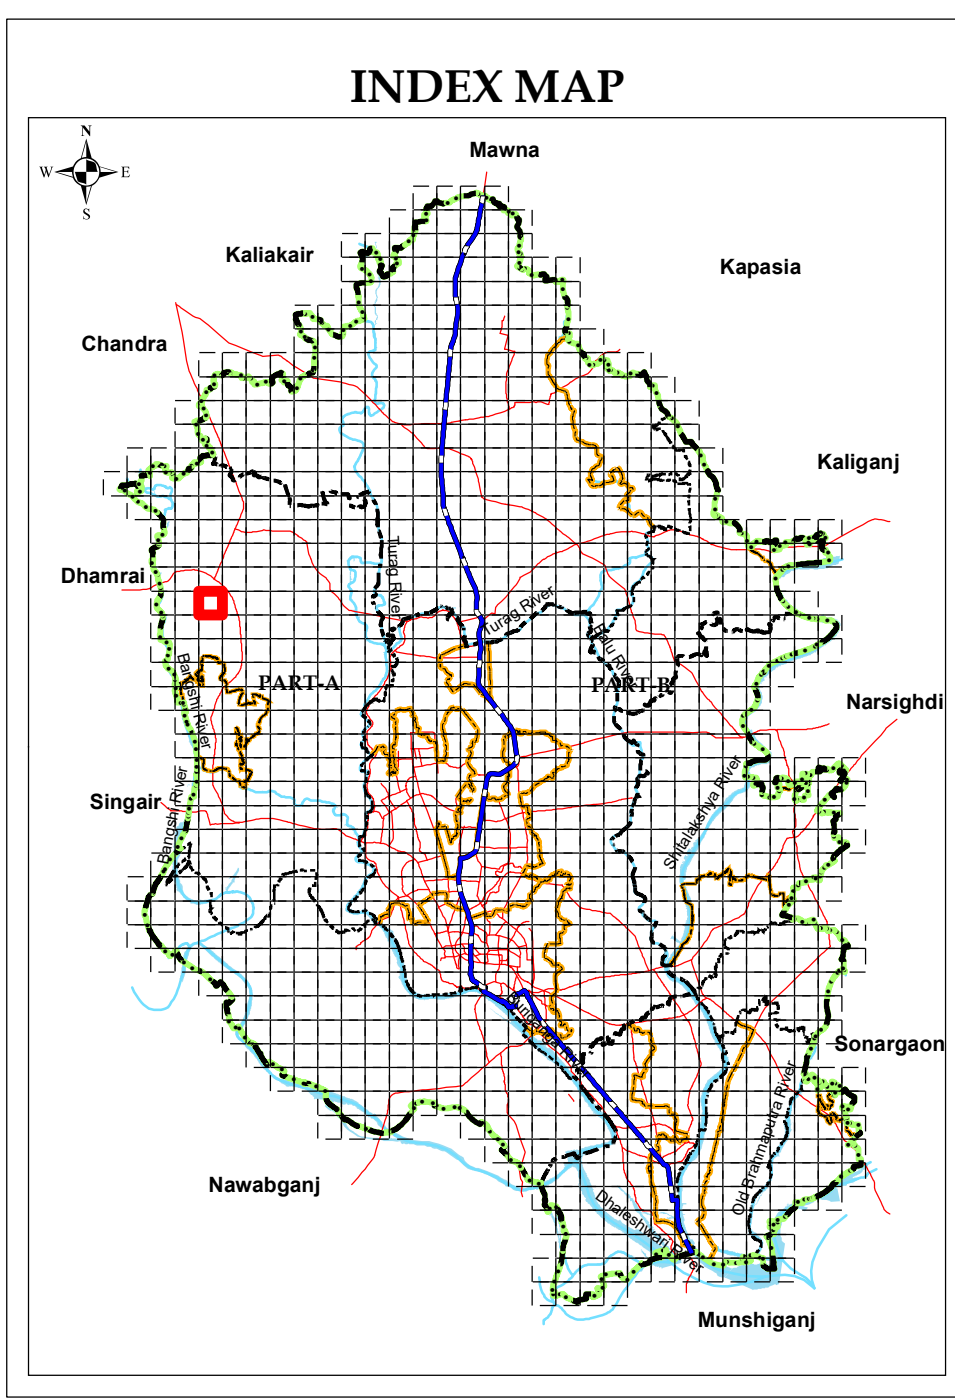 INDEX MAP
N
W E
S
Mawna
Kaliakair
Kapasia
Chandra
Kaliganj
Dhamrai
Turag River
Turag River
Balu River
Bangshi River
PART-A
PART-B
Narsighdi
Singair
Bangshi River
Shitalakshya River
Buriganga River
Sonargaon
Old Brahmaputra River
Nawabganj
Dhaleshwari River
Munshiganj